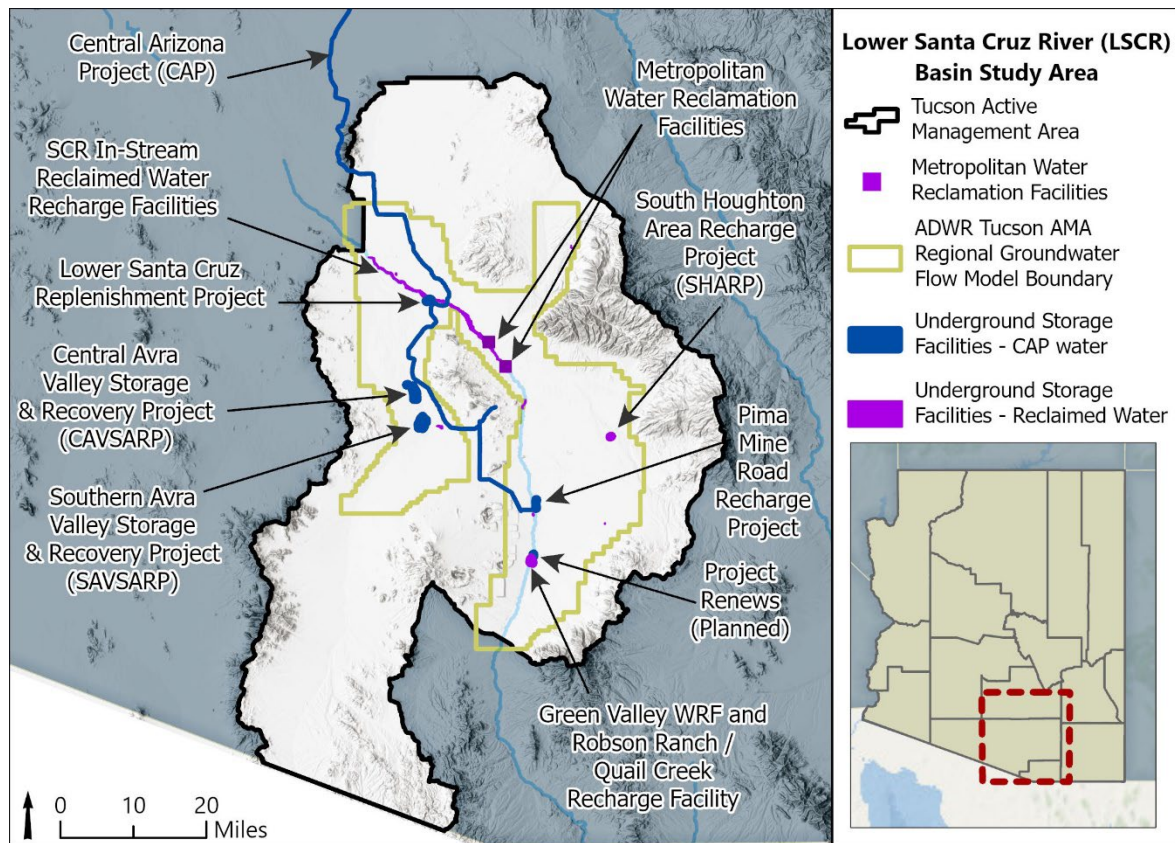 Central Arizona
Project (CAP)
SCR In-Stream
Reclaimed Water
Recharge Facilities
Lower Santa Cruz
Replenishment Project
Central Avra
Valley Storage
& Recovery Project
(CAVSARP)
Southern Avra
Valley Storage
& Recovery Project
(SAVSARP)
Metropolitan
Water Reclamation
Facilities
South Houghton
Area Recharge
Project
(SHARP)
Pima
Mine
Road
Recharge
Project
Project
Renews
(Planned)
Green Valley WRF and
Robson Ranch /
Quail Creek
Recharge Facility
0 10 20
Miles
Lower Santa Cruz River (LSCR)
Basin Study Area
Tucson Active
Management Area
Metropolitan Water
Reclamation Facilities
ADWR Tucson AMA
Regional Groundwater
Flow Model Boundary
Underground Storage
Facilities - CAP water
Underground Storage
Facilities - Reclaimed Water